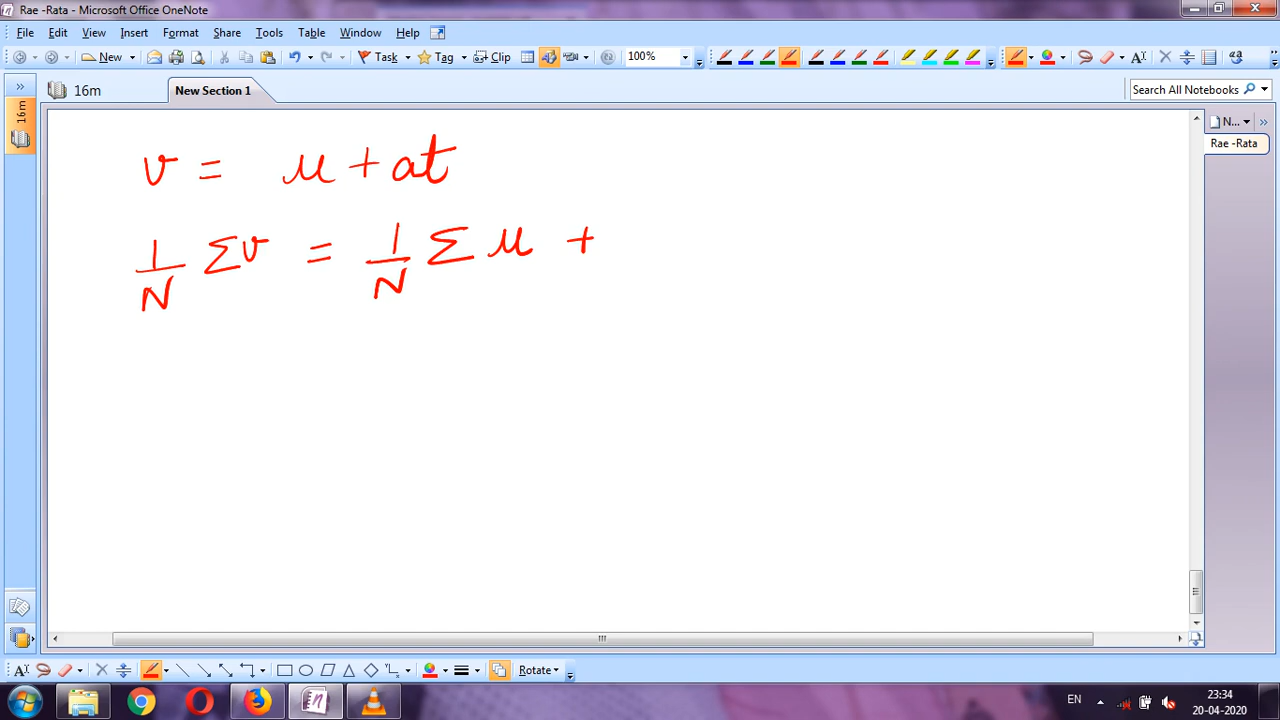 Rae -Rata - Microsoft Office OneNote
File Edit View Insert Format Share Tools Table Window Help
New Task Tag Clip 100%
16m New Section 1 Search All Notebooks
16m
N...
Rae -Rata
v = u + at
1/N Σv = 1/N Σ u +
Rotate
EN 23:34
20-04-2020